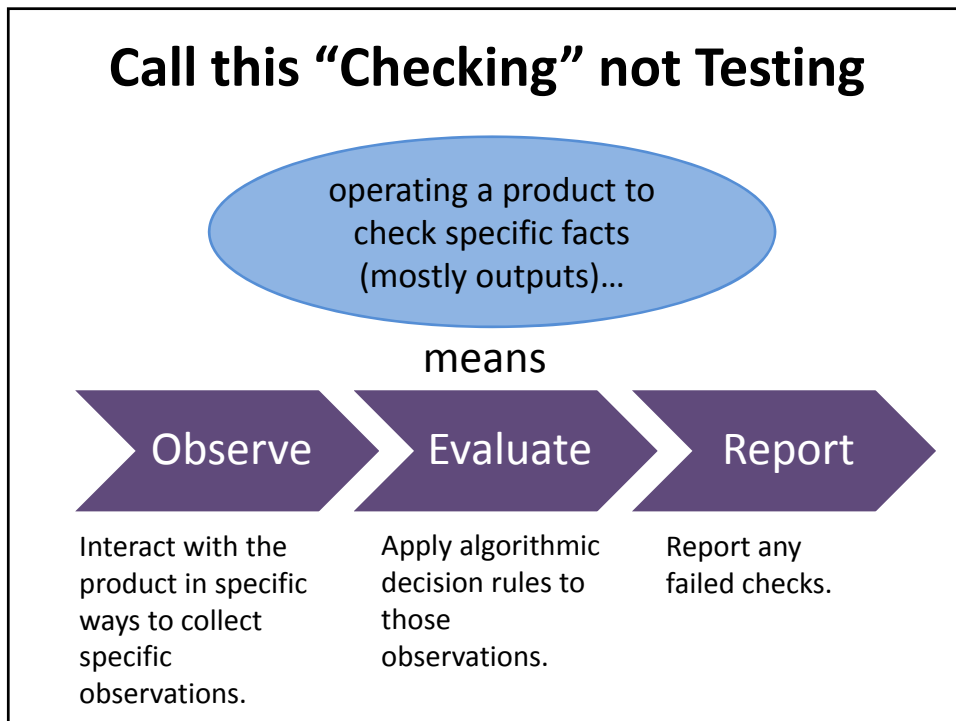 Call this “Checking” not Testing
operating a product to
check specific facts
(mostly outputs)…
means
Observe
Evaluate
Report
Interact with the
product in specific
ways to collect
specific
observations.
Apply algorithmic
decision rules to
those
observations.
Report any
failed checks.